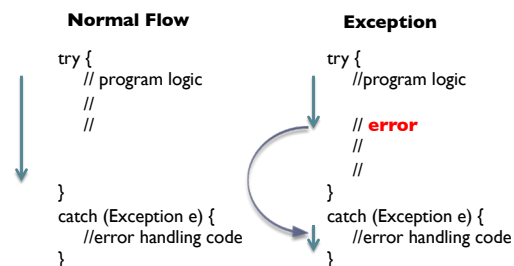 Normal Flow
try {
// program logic
//
//
}
catch (Exception e) {
//error handling code
}
Exception
try {
//program logic
// error
//
//
}
catch (Exception e) {
//error handling code
}